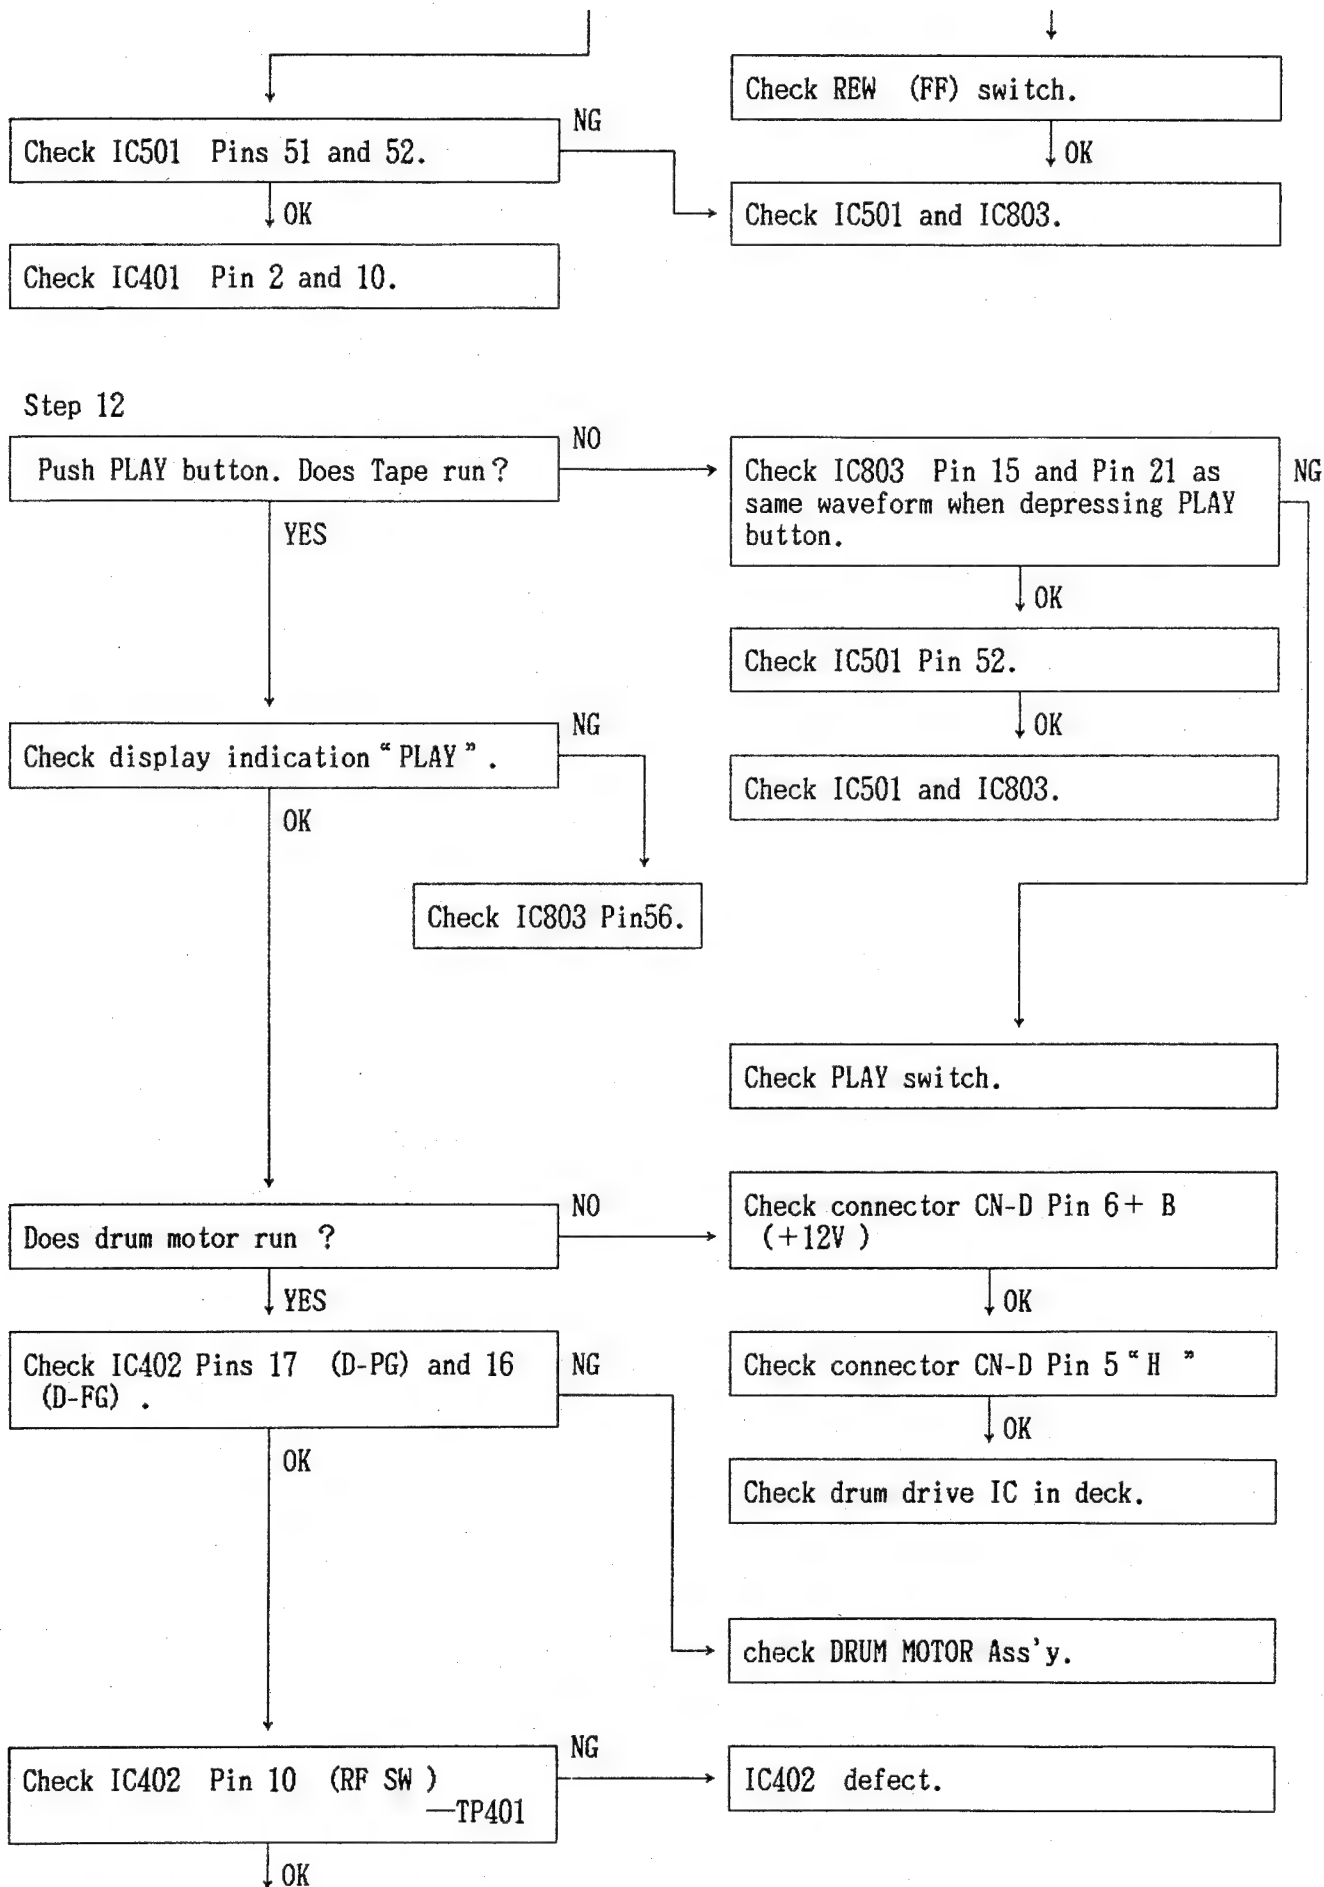 Check REW (FF) switch.
NG
Check IC501 Pins 51 and 52.
OK
OK
Check IC501 and IC803.
Check IC401 Pin 2 and 10.
Step 12
Push PLAY button. Does Tape run?
NO
Check IC803 Pin 15 and Pin 21 as
same waveform when depressing PLAY
button.
NG
YES
OK
Check IC501 Pin 52.
OK
Check IC501 and IC803.
Check display indication “PLAY”.
NG
OK
Check IC803 Pin56.
Check PLAY switch.
Does drum motor run ?
NO
Check connector CN-D Pin 6+ B
(+12V )
YES
OK
Check IC402 Pins 17 (D-PG) and 16
(D-FG) .
NG
Check connector CN-D Pin 5 “H ”
OK
OK
Check drum drive IC in deck.
check DRUM MOTOR Ass'y.
Check IC402 Pin 10 (RF SW )
—TP401
NG
IC402 defect.
OK